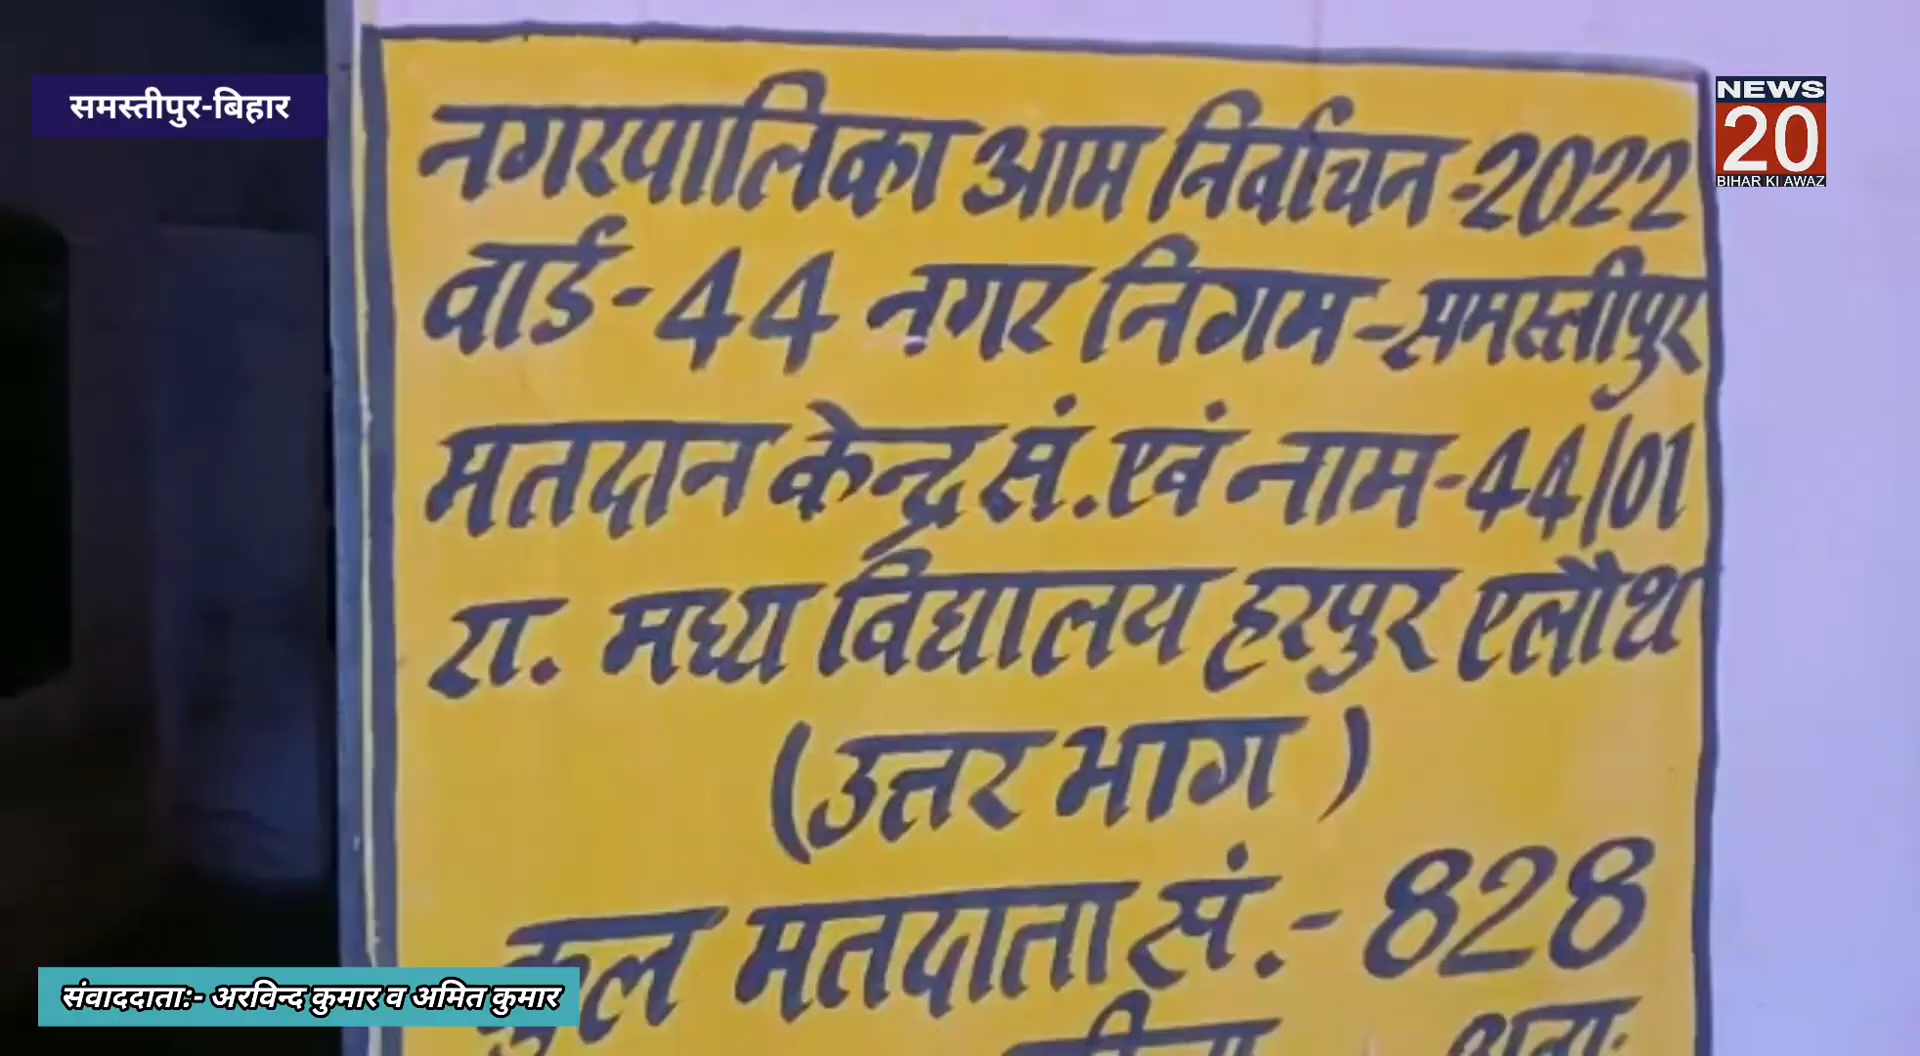 समस्तीपुर-बिहार
NEWS
20
BIHAR KI AWAZ
नगरपालिका आम निर्वाचन-2022
वार्ड-44 नगर निगम-समस्तीपुर
मतदान केन्द्र सं. एवं नाम-44/01
रा. मध्य विद्यालय हरपुर एलौथ
(उत्तर भाग)
कुल मतदाता सं.-828
संवाददाता:- अरविन्द कुमार व अमित कुमार